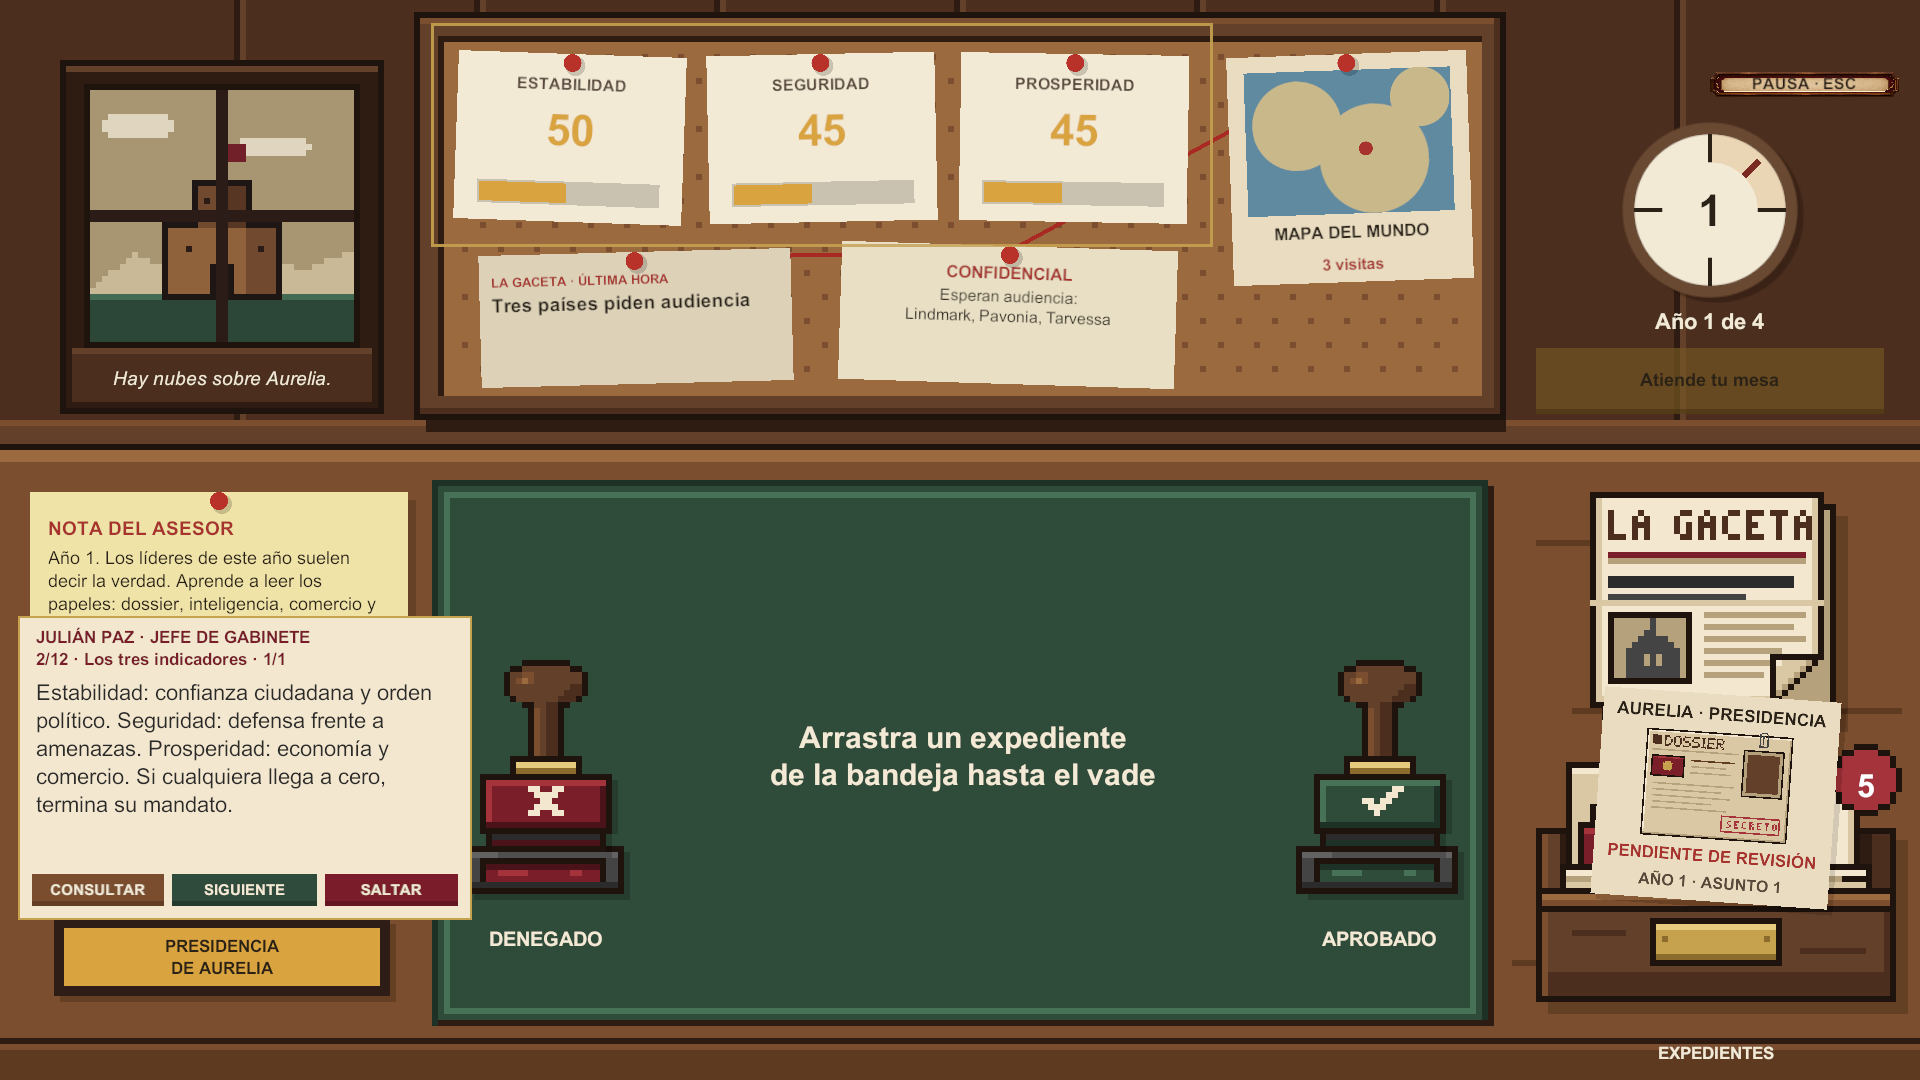 ESTABILIDAD
50
SEGURIDAD
45
PROSPERIDAD
45
MAPA DEL MUNDO
3 visitas
PAUSA · ESC
1
Año 1 de 4
Atiende tu mesa
Hay nubes sobre Aurelia.
LA GACETA · ÚLTIMA HORA
Tres países piden audiencia
CONFIDENCIAL
Esperan audiencia:
Lindmark, Pavonia, Tarvessa
NOTA DEL ASESOR
Año 1. Los líderes de este año suelen
decir la verdad. Aprende a leer los
papeles: dossier, inteligencia, comercio y
JULIÁN PAZ · JEFE DE GABINETE
2/12 · Los tres indicadores · 1/1
Estabilidad: confianza ciudadana y orden
político. Seguridad: defensa frente a
amenazas. Prosperidad: economía y
comercio. Si cualquiera llega a cero,
termina su mandato.
CONSULTAR
SIGUIENTE
SALTAR
PRESIDENCIA
DE AURELIA
Arrastra un expediente
de la bandeja hasta el vade
DENEGADO
APROBADO
LA GACETA
AURELIA · PRESIDENCIA
DOSSIER
SECRETO
PENDIENTE DE REVISIÓN
AÑO 1 · ASUNTO 1
5
EXPEDIENTES